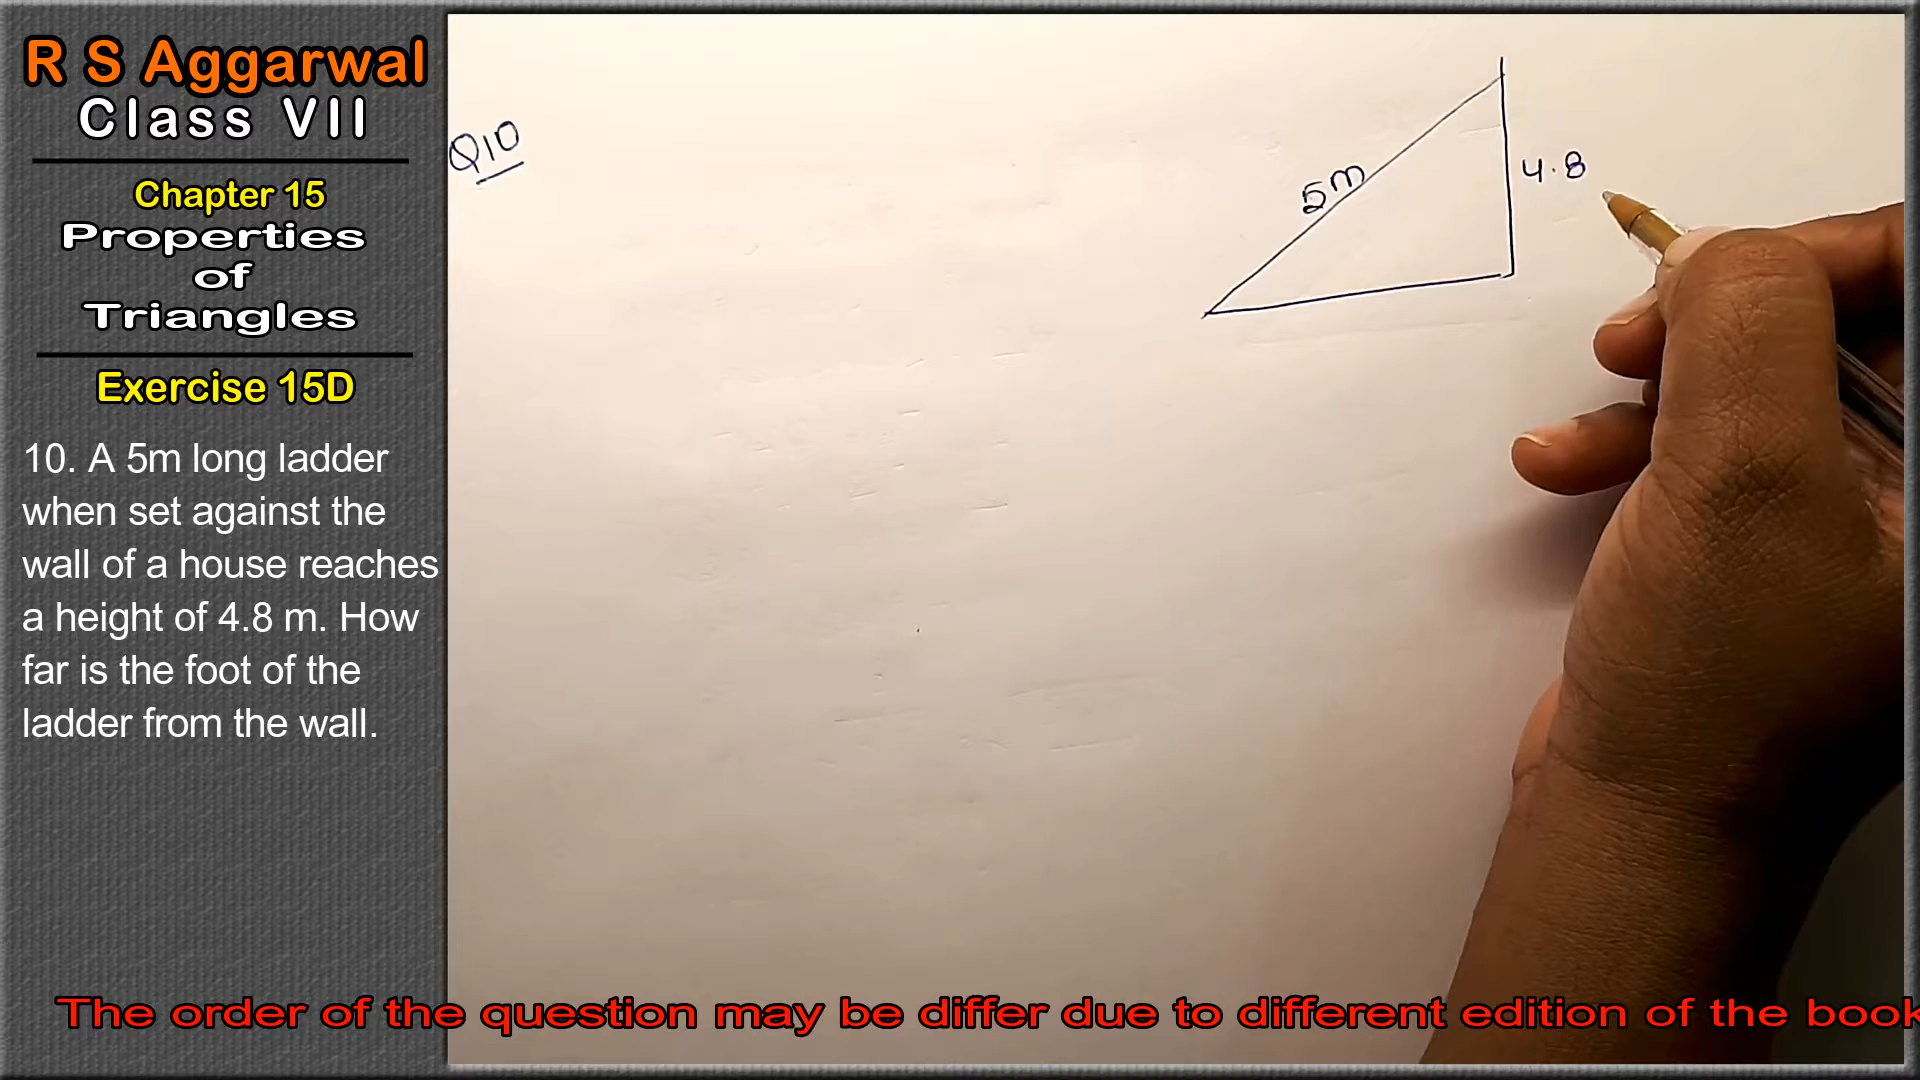 R S Aggarwal
Class VII
Chapter 15
Properties
of
Triangles
Exercise 15D
10. A 5m long ladder
when set against the
wall of a house reaches
a height of 4.8 m. How
far is the foot of the
ladder from the wall.
Q10
5m
4.8
The order of the question may be differ due to different edition of the book